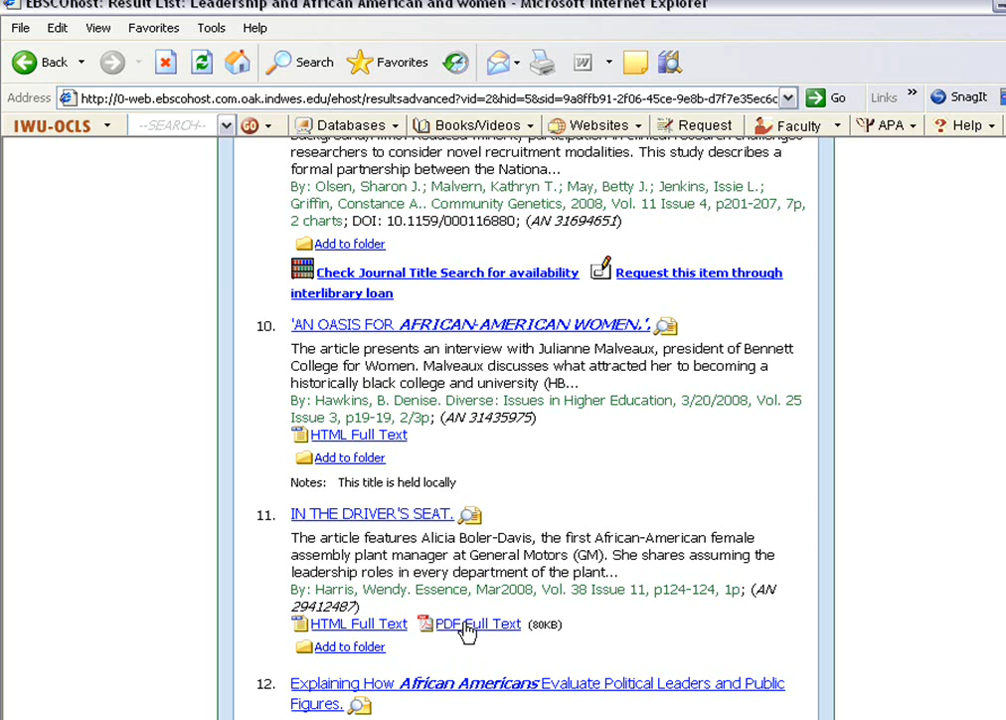 EBSCOhost: Result List: Leadership and African American and women - Microsoft Internet Explorer
File Edit View Favorites Tools Help
Back Search Favorites
Address http://0-web.ebscohost.com.oak.indwes.edu/ehost/resultsadvanced?vid=2&hid=5&sid=9a8ffb91-2f06-45ce-9e8b-d7f7e35ec6c Go Links » SnagIt
IWU-OCLS --SEARCH-- GO Databases Books/Videos Websites Request Faculty APA Help
researchers to consider novel recruitment modalities. This study describes a
formal partnership between the Nationa...
By: Olsen, Sharon J.; Malvern, Kathryn T.; May, Betty J.; Jenkins, Issie L.;
Griffin, Constance A.. Community Genetics, 2008, Vol. 11 Issue 4, p201-207, 7p,
2 charts; DOI: 10.1159/000116880; (AN 31694651)
Add to folder
Check Journal Title Search for availability Request this item through
interlibrary loan
10. 'AN OASIS FOR AFRICAN-AMERICAN WOMEN.'.
The article presents an interview with Julianne Malveaux, president of Bennett
College for Women. Malveaux discusses what attracted her to becoming a
historically black college and university (HB...
By: Hawkins, B. Denise. Diverse: Issues in Higher Education, 3/20/2008, Vol. 25
Issue 3, p19-19, 2/3p; (AN 31435975)
HTML Full Text
Add to folder
Notes: This title is held locally
11. IN THE DRIVER'S SEAT.
The article features Alicia Boler-Davis, the first African-American female
assembly plant manager at General Motors (GM). She shares assuming the
leadership roles in every department of the plant...
By: Harris, Wendy. Essence, Mar2008, Vol. 38 Issue 11, p124-124, 1p; (AN
29412487)
HTML Full Text PDF Full Text (80KB)
Add to folder
12. Explaining How African Americans Evaluate Political Leaders and Public
Figures.